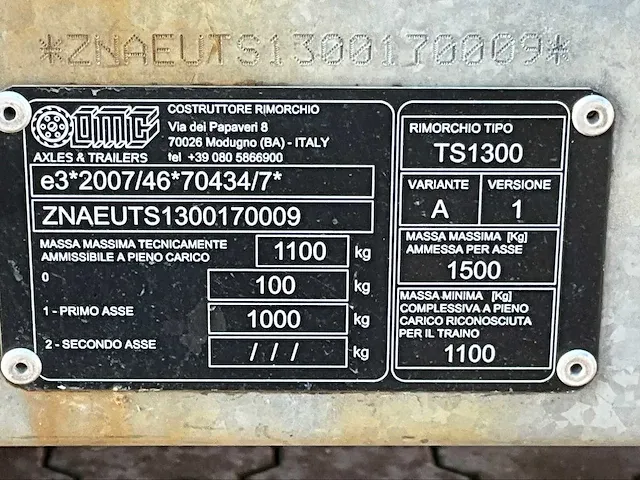 *ZNAEUTS1300170009*
OMC
AXLES & TRAILERS
COSTRUTTORE RIMORCHIO
Via dei Papaveri 8
70026 Modugno (BA) - ITALY
tel +39 080 5866900
e3*2007/46*70434/7*
ZNAEUTS1300170009
MASSA MASSIMA TECNICAMENTE
AMMISSIBILE A PIENO CARICO
1100 kg
0 100 kg
1 - PRIMO ASSE 1000 kg
2 - SECONDO ASSE / / / kg
RIMORCHIO TIPO
TS1300
VARIANTE VERSIONE
A 1
MASSA MASSIMA [Kg]
AMMESSA PER ASSE
1500
MASSA MINIMA [Kg]
COMPLESSIVA A PIENO
CARICO RICONOSCIUTA
PER IL TRAINO
1100